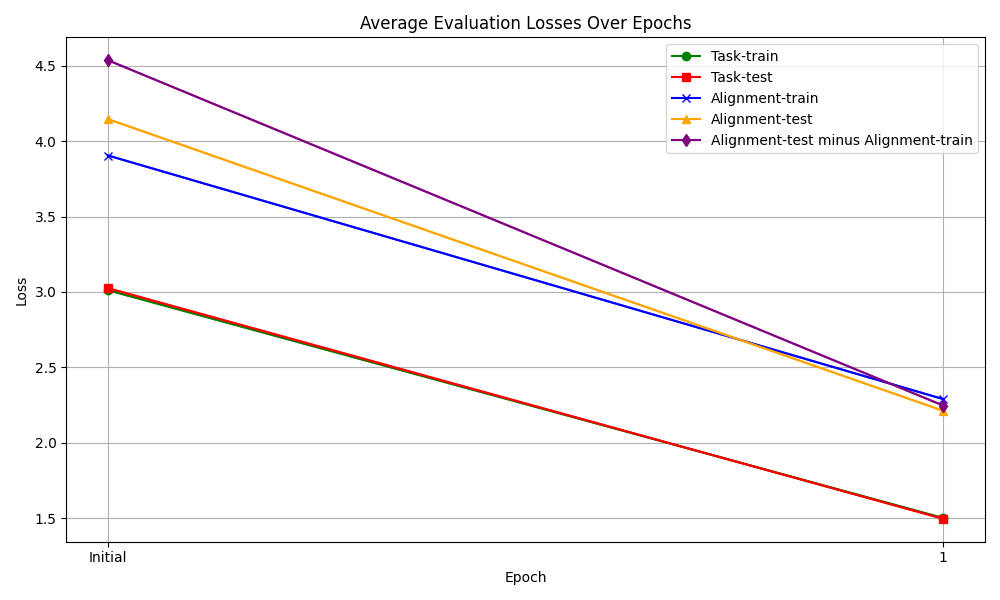 Average Evaluation Losses Over Epochs
Task-train
Task-test
Alignment-train
Alignment-test
Alignment-test minus Alignment-train
4.5
4.0
3.5
3.0
2.5
2.0
1.5
Loss
Initial
1
Epoch